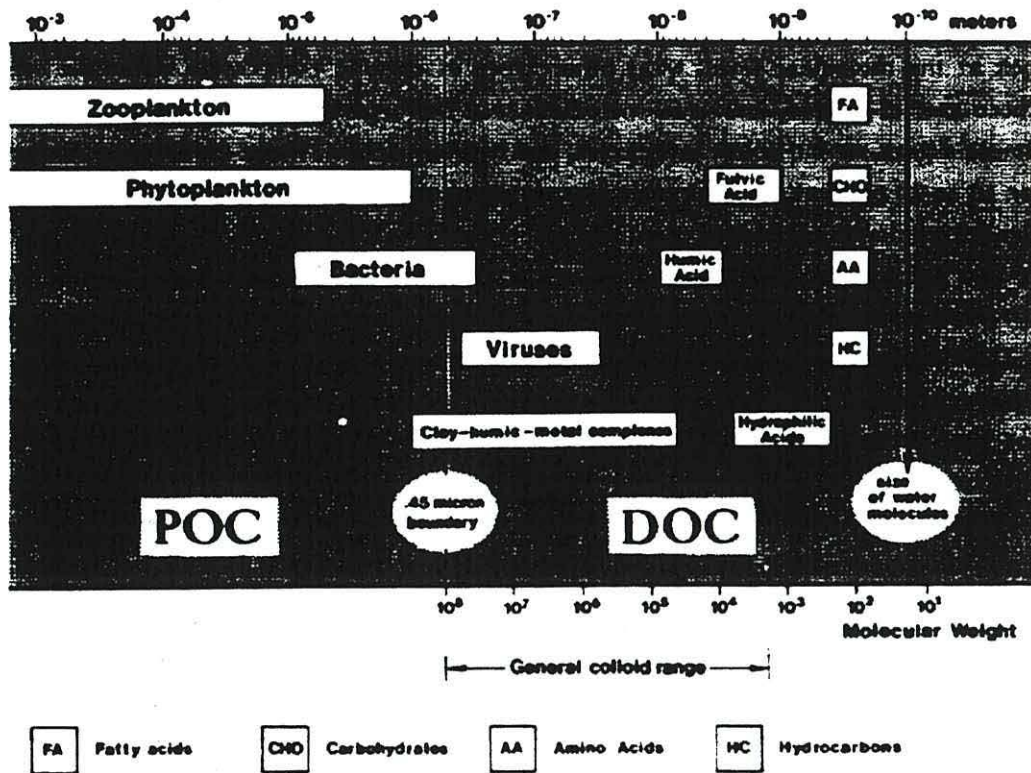 10⁻³ 10⁻⁴ 10⁻⁵ 10⁻⁶ 10⁻⁷ 10⁻⁸ 10⁻⁹ 10⁻¹⁰ meters
Zooplankton
FA
Phytoplankton
Fulvic
Acid
CHO
Bacteria
Humic
Acid
AA
Viruses
HC
Clay-humic-metal complexes
Hydrophilic
Acids
POC
.45 micron
boundary
DOC
size
of water
molecules
10⁸ 10⁷ 10⁶ 10⁵ 10⁴ 10³ 10² 10¹
Molecular Weight
General colloid range
FA Fatty acids CHO Carbohydrates AA Amino Acids HC Hydrocarbons